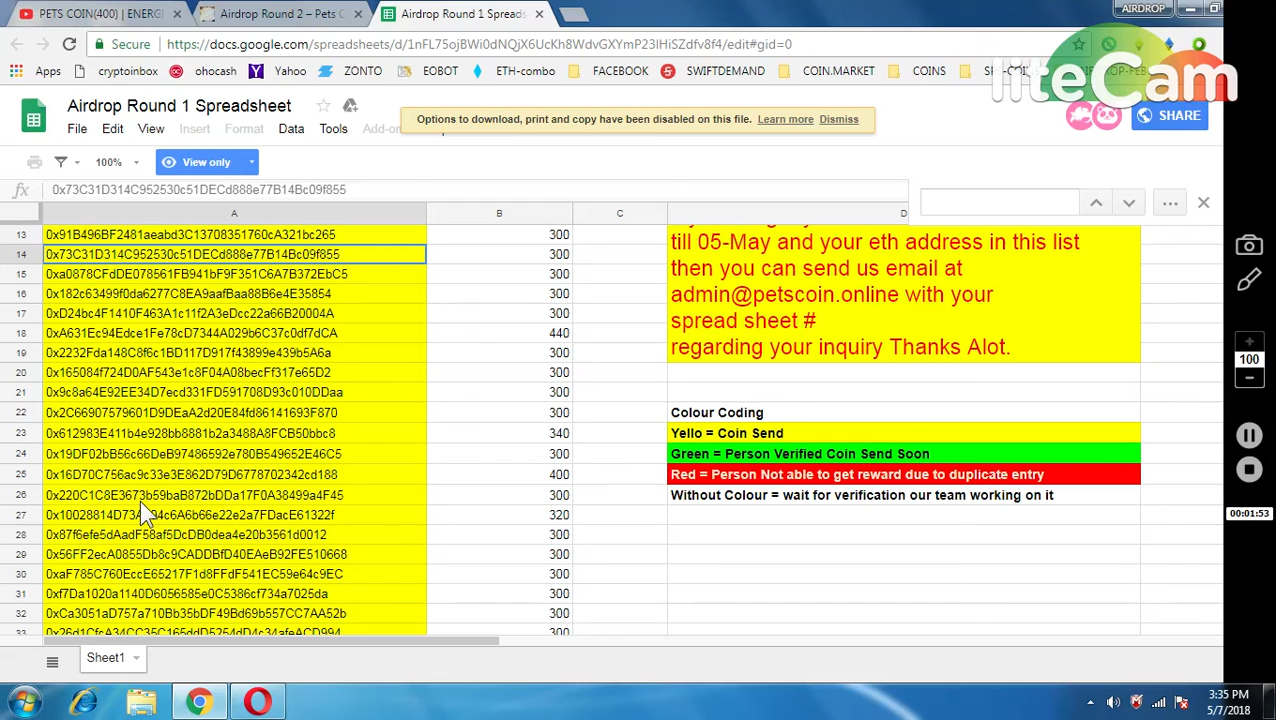 PETS COIN(400) | ENERGI
Airdrop Round 2 – Pets C
Airdrop Round 1 Spreads
AIRDROP
Secure
https://docs.google.com/spreadsheets/d/
/edit#gid=0
Apps
cryptoinbox
ohocash
Yahoo
ZONTO
EOBOT
ETH-combo
FACEBOOK
SWIFTDEMAND
COIN.MARKET
COINS
liteCam
Airdrop Round 1 Spreadsheet
Options to download, print and copy have been disabled on this file. Learn more Dismiss
SHARE
File Edit View Insert Format Data Tools Add-on
100%
View only
fx 0x73C31D314C952530c51DECd888e77B14Bc09f855
A B C D
13 0x91B496BF2481aeabd3C13708351760cA321bc265 300
14 0x73C31D314C952530c51DECd888e77B14Bc09f855 300
15 0xa0878CFdDE078561FB941bF9F351C6A7B372EbC5 300
16 0x182c63499f0da6277C8EA9aafBaa88B6e4E35854 300
17 0xD24bc4F1410F463A1c11f2A3eDcc22a66B20004A 300
18 0xA631Ec94Edce1Fe78cD7344A029b6C37c0df7dCA 440
19 0x2232Fda148C8f6c1BD117D917f43899e439b5A6a 300
20 0x165084f724D0AF543e1c8F04A08becFf317e65D2 300
21 0x9c8a64E92EE34D7ecd331FD591708D93c010DDaa 300
22 0x2C66907579601D9DEaA2d20E84fd86141693F870 300
23 0x612983E411b4e928bb8881b2a3488A8FCB50bbc8 340
24 0x19DF02bB56c66DeB97486592e780BL549652E46C5 300
25 0x16D70C756ac9c33e3E862D79D6778702342cd188 400
26 0x220C1C8E3673b59baB872bDDa17F0A38499a4F45 300
27 320
28 0x87f6efe5dAadF58af5DcDB0dea4e20b3561d0012 300
29 0x56FF2ecA0855Db8c9CADDBfD40EAeB92FE510668 300
30 0xaF785C760EccE65217F1d8FFdF541EC59e64c9EC 300
31 0xf7Da1020a1140D6056585e0C5386cf734a7025da 300
32 0xCa3051aD757a710Bb35bDF49Bd69b557CC7AA52b 300
33 0x26d1CfcA34CC35C165ddD5254dD4c34afeACD994 300
till 05-May and your eth address in this list
then you can send us email at
admin@petscoin.online with your
spread sheet #
regarding your inquiry Thanks Alot.
Colour Coding
Yello = Coin Send
Green = Person Verified Coin Send Soon
Red = Person Not able to get reward due to duplicate entry
Without Colour = wait for verification our team working on it
100
00:01:53
Sheet1
3:35 PM
5/7/2018